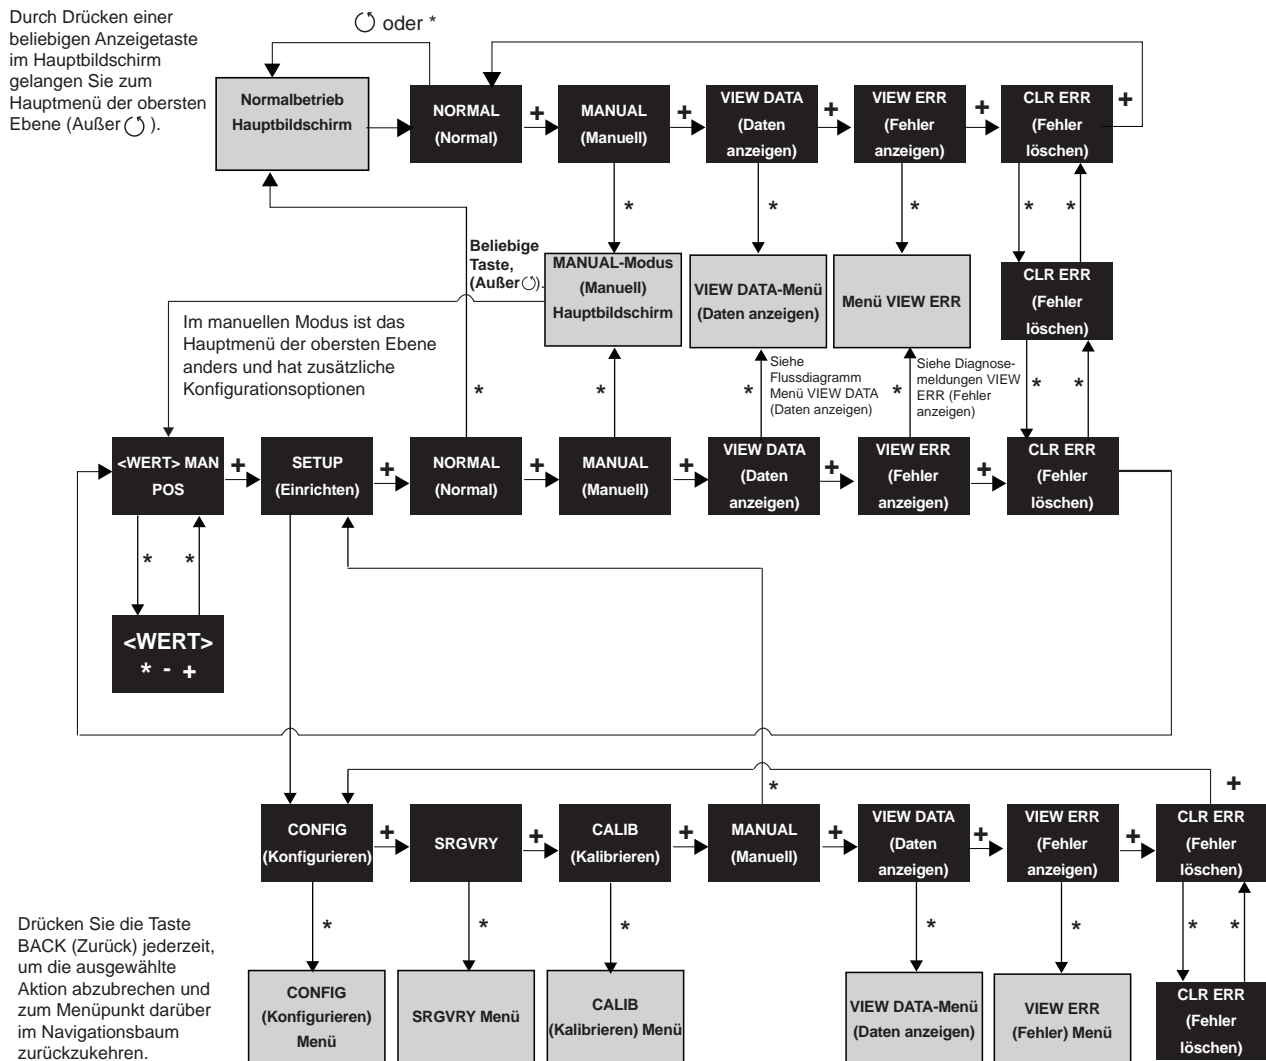 Durch Drücken einer
beliebigen Anzeigetaste
im Hauptbildschirm
gelangen Sie zum
Hauptmenü der obersten
Ebene (Außer ↺ ).
↺ oder *
Normalbetrieb
Hauptbildschirm
NORMAL
(Normal)
+
MANUAL
(Manuell)
+
VIEW DATA
(Daten
anzeigen)
+
VIEW ERR
(Fehler
anzeigen)
+
CLR ERR
(Fehler
löschen)
+
*
*
*
*
*
Beliebige
Taste,
(Außer ↺).
MANUAL-Modus
(Manuell)
Hauptbildschirm
VIEW DATA-Menü
(Daten anzeigen)
Menü VIEW ERR
CLR ERR
(Fehler
löschen)
Im manuellen Modus ist das
Hauptmenü der obersten Ebene
anders und hat zusätzliche
Konfigurationsoptionen
*
*
*
Siehe
Flussdiagramm
Menü VIEW DATA
(Daten anzeigen)
*
Siehe Diagnose-
meldungen VIEW
ERR (Fehler
anzeigen)
*
*
<WERT> MAN
POS
+
SETUP
(Einrichten)
+
NORMAL
(Normal)
+
MANUAL
(Manuell)
+
VIEW DATA
(Daten
anzeigen)
+
VIEW ERR
(Fehler
anzeigen)
+
CLR ERR
(Fehler
löschen)
*
*
<WERT>
* - +
*
+
CONFIG
(Konfigurieren)
+
SRGVRY
+
CALIB
(Kalibrieren)
+
MANUAL
(Manuell)
+
VIEW DATA
(Daten
anzeigen)
+
VIEW ERR
(Fehler
anzeigen)
+
CLR ERR
(Fehler
löschen)
*
*
*
*
*
*
*
Drücken Sie die Taste
BACK (Zurück) jederzeit,
um die ausgewählte
Aktion abzubrechen und
zum Menüpunkt darüber
im Navigationsbaum
zurückzukehren.
CONFIG
(Konfigurieren)
Menü
SRGVRY Menü
CALIB
(Kalibrieren) Menü
VIEW DATA-Menü
(Daten anzeigen)
VIEW ERR
(Fehler) Menü
CLR ERR
(Fehler
löschen)